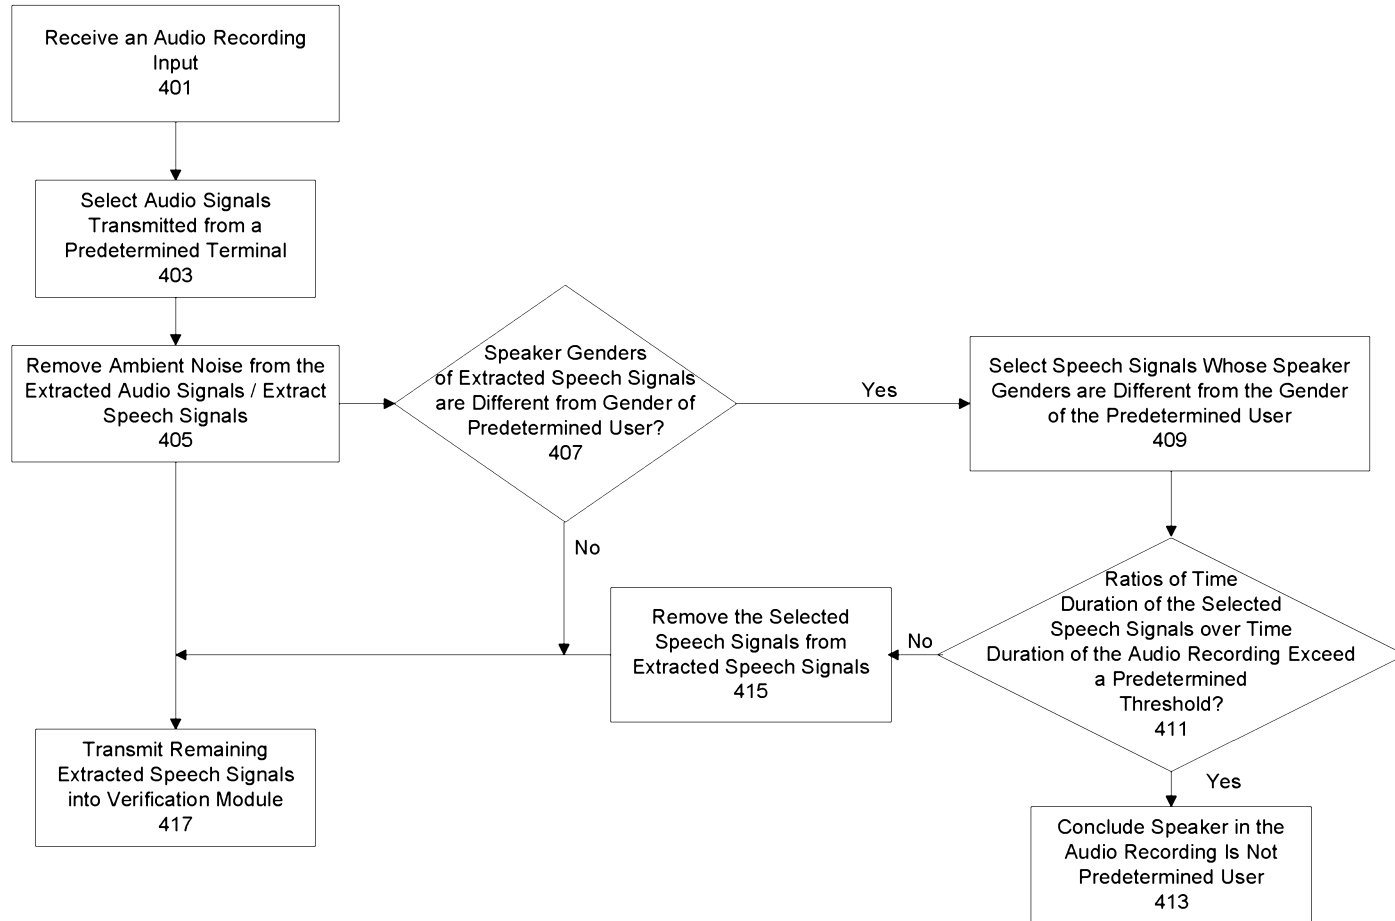 Receive an Audio Recording
Input
401
Select Audio Signals
Transmitted from a
Predetermined Terminal
403
Remove Ambient Noise from the
Extracted Audio Signals / Extract
Speech Signals
405
Speaker Genders
of Extracted Speech Signals
are Different from Gender of
Predetermined User?
407
Yes
Select Speech Signals Whose Speaker
Genders are Different from the Gender
of the Predetermined User
409
No
Ratios of Time
Duration of the Selected
Speech Signals over Time
Duration of the Audio Recording Exceed
a Predetermined
Threshold?
411
No
Remove the Selected
Speech Signals from
Extracted Speech Signals
415
Yes
Transmit Remaining
Extracted Speech Signals
into Verification Module
417
Conclude Speaker in the
Audio Recording Is Not
Predetermined User
413